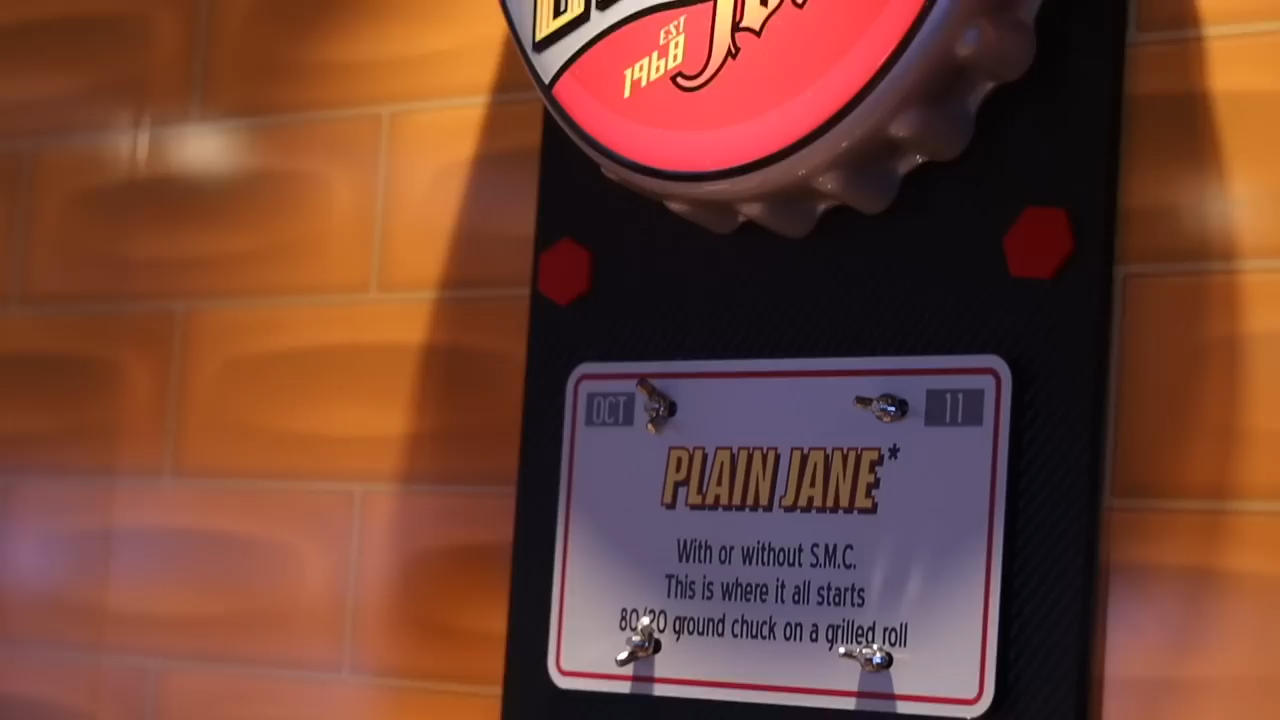 EST
1968
OCT
11
PLAIN JANE*
With or without S.M.C.
This is where it all starts
80/20 ground chuck on a grilled roll